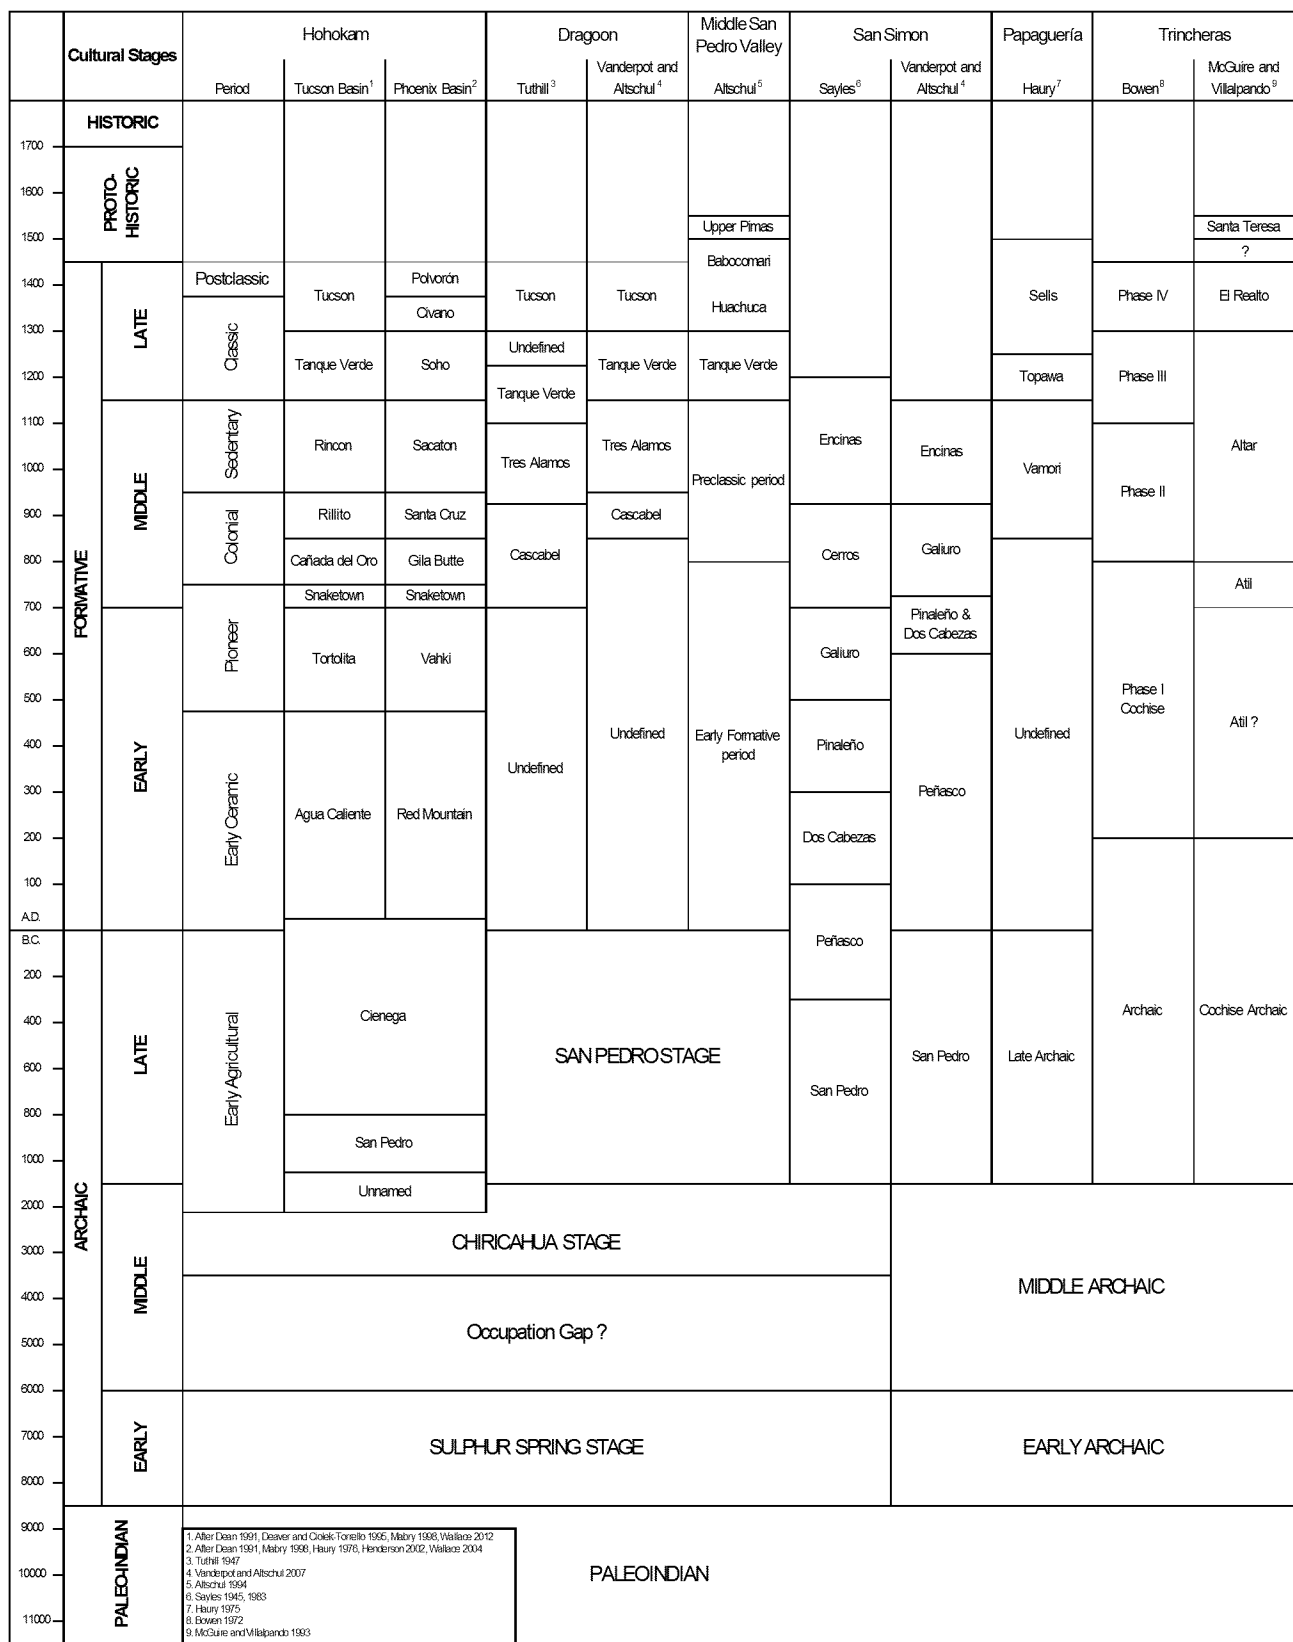 Cultural Stages
Hohokam
Dragoon
Middle San
Pedro Valley
San Simon
Papaguería
Trincheras
Period
Tucson Basin1
Phoenix Basin2
Tuthill3
Vanderpot and
Altschul4
Altschul5
Sayles6
Vanderpot and
Altschul4
Haury7
Bowen8
McGuire and
Villalpando9
HISTORIC
PROTO-
HISTORIC
FORMATIVE
LATE
MIDDLE
EARLY
ARCHAIC
LATE
MIDDLE
EARLY
PALEO-INDIAN
1700
1600
1500
1400
1300
1200
1100
1000
900
800
700
600
500
400
300
200
100
A.D.
B.C.
200
400
600
800
1000
2000
3000
4000
5000
6000
7000
8000
9000
10000
11000
Postclassic
Classic
Sedentary
Colonial
Pioneer
Early Ceramic
Early Agricultural
Tucson
Tanque Verde
Rincon
Rillito
Cañada del Oro
Snaketown
Tortolita
Agua Caliente
Polvorón
Civano
Soho
Sacaton
Santa Cruz
Gila Butte
Snaketown
Vahki
Red Mountain
Cienega
San Pedro
Unnamed
Tucson
Undefined
Tanque Verde
Tres Alamos
Cascabel
Undefined
Tucson
Tanque Verde
Tres Alamos
Cascabel
Undefined
Upper Pimas
Babocomari
Huachuca
Tanque Verde
Preclassic period
Early Formative
period
SAN PEDRO STAGE
Encinas
Cerros
Galiuro
Pinaleño
Dos Cabezas
Peñasco
San Pedro
Encinas
Galiuro
Pinaleño &
Dos Cabezas
Peñasco
San Pedro
Sells
Topawa
Vamori
Undefined
Late Archaic
Phase IV
Phase III
Phase II
Phase I
Cochise
Archaic
Santa Teresa
?
El Realto
Altar
Atil
Atil ?
Cochise Archaic
CHIRICAHUA STAGE
Occupation Gap ?
MIDDLE ARCHAIC
SULPHUR SPRING STAGE
EARLY ARCHAIC
PALEOINDIAN
1. After Dean 1991, Deaver and Ciolek-Torrello 1995, Mabry 1998, Wallace 2012
2. After Dean 1991, Mabry 1998, Haury 1976, Henderson 2002, Wallace 2004
3. Tuthill 1947
4. Vanderpot and Altschul 2007
5. Altschul 1994
6. Sayles 1945, 1983
7. Haury 1975
8. Bowen 1972
9. McGuire and Villalpando 1993